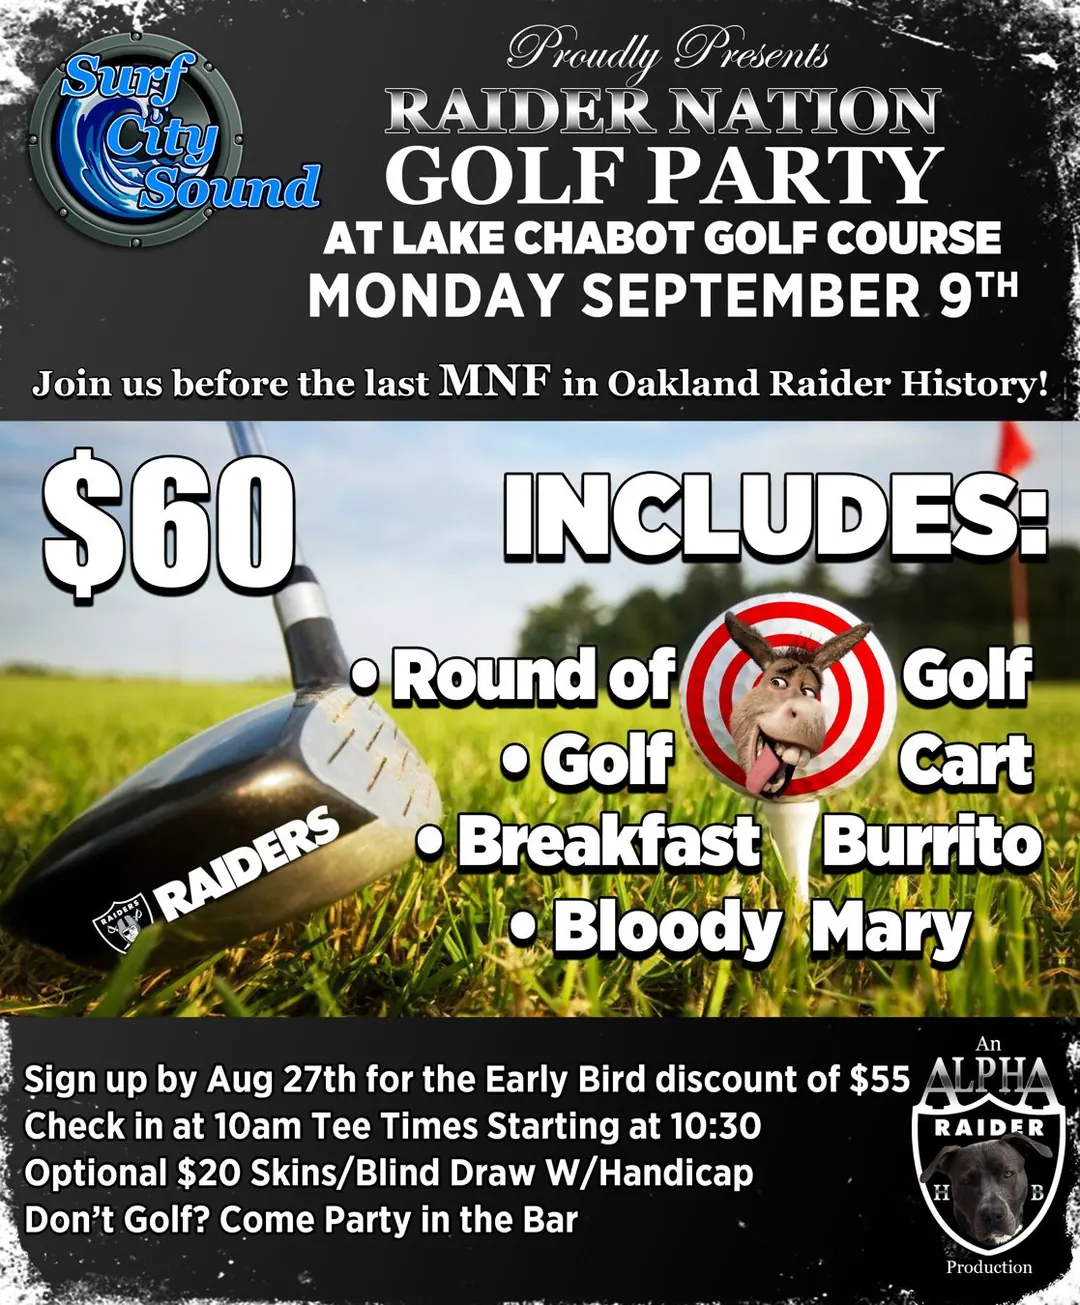 Surf
City
Sound
Proudly Presents
RAIDER NATION
GOLF PARTY
AT LAKE CHABOT GOLF COURSE
MONDAY SEPTEMBER 9TH
Join us before the last MNF in Oakland Raider History!
$60
INCLUDES:
• Round of Golf
• Golf Cart
• Breakfast Burrito
• Bloody Mary
RAIDERS
RAIDERS
Sign up by Aug 27th for the Early Bird discount of $55
Check in at 10am Tee Times Starting at 10:30
Optional $20 Skins/Blind Draw W/Handicap
Don't Golf? Come Party in the Bar
An
ALPHA
RAIDER
H B
Production